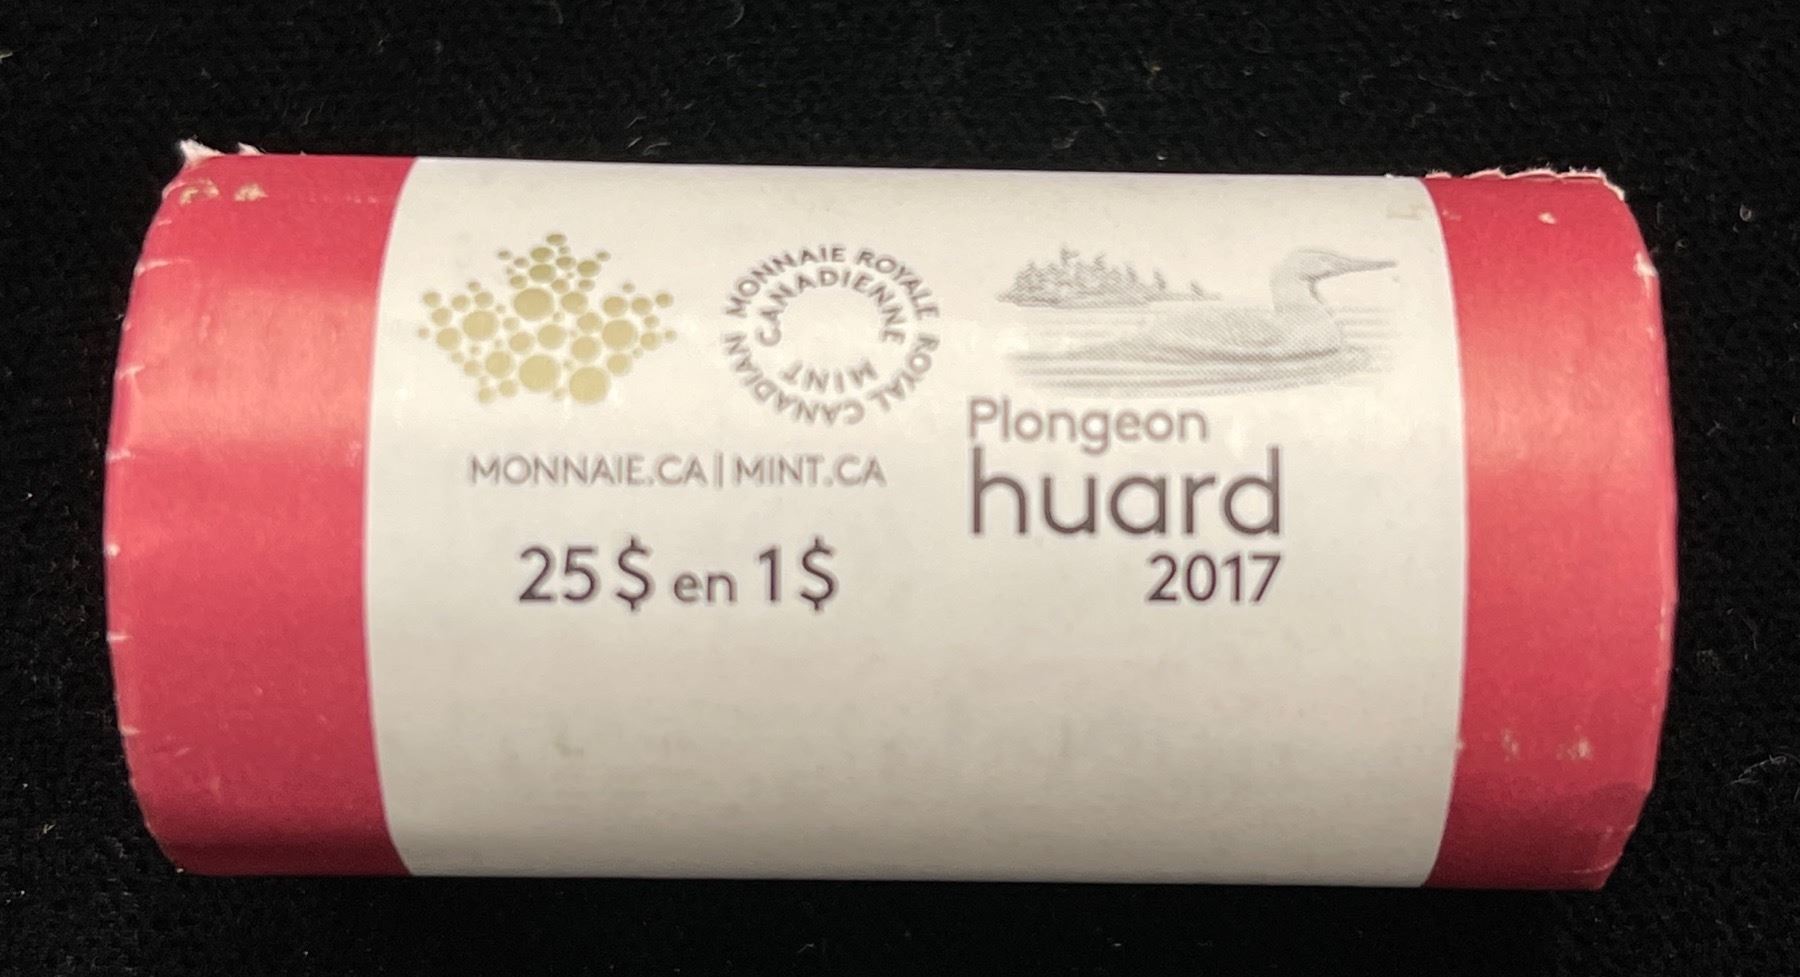 MONNAIE ROYALE
CANADIENNE
ROYAL CANADIAN
MINT
MONNAIE.CA | MINT.CA
25 $ en 1 $
Plongeon
huard
2017